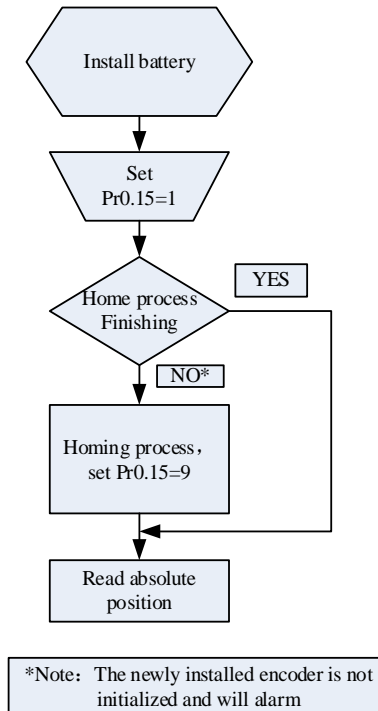 Install battery
Set
Pr0.15=1
Home process
Finishing
YES
NO*
Homing process，
set Pr0.15=9
Read absolute
position
*Note：The newly installed encoder is not
initialized and will alarm